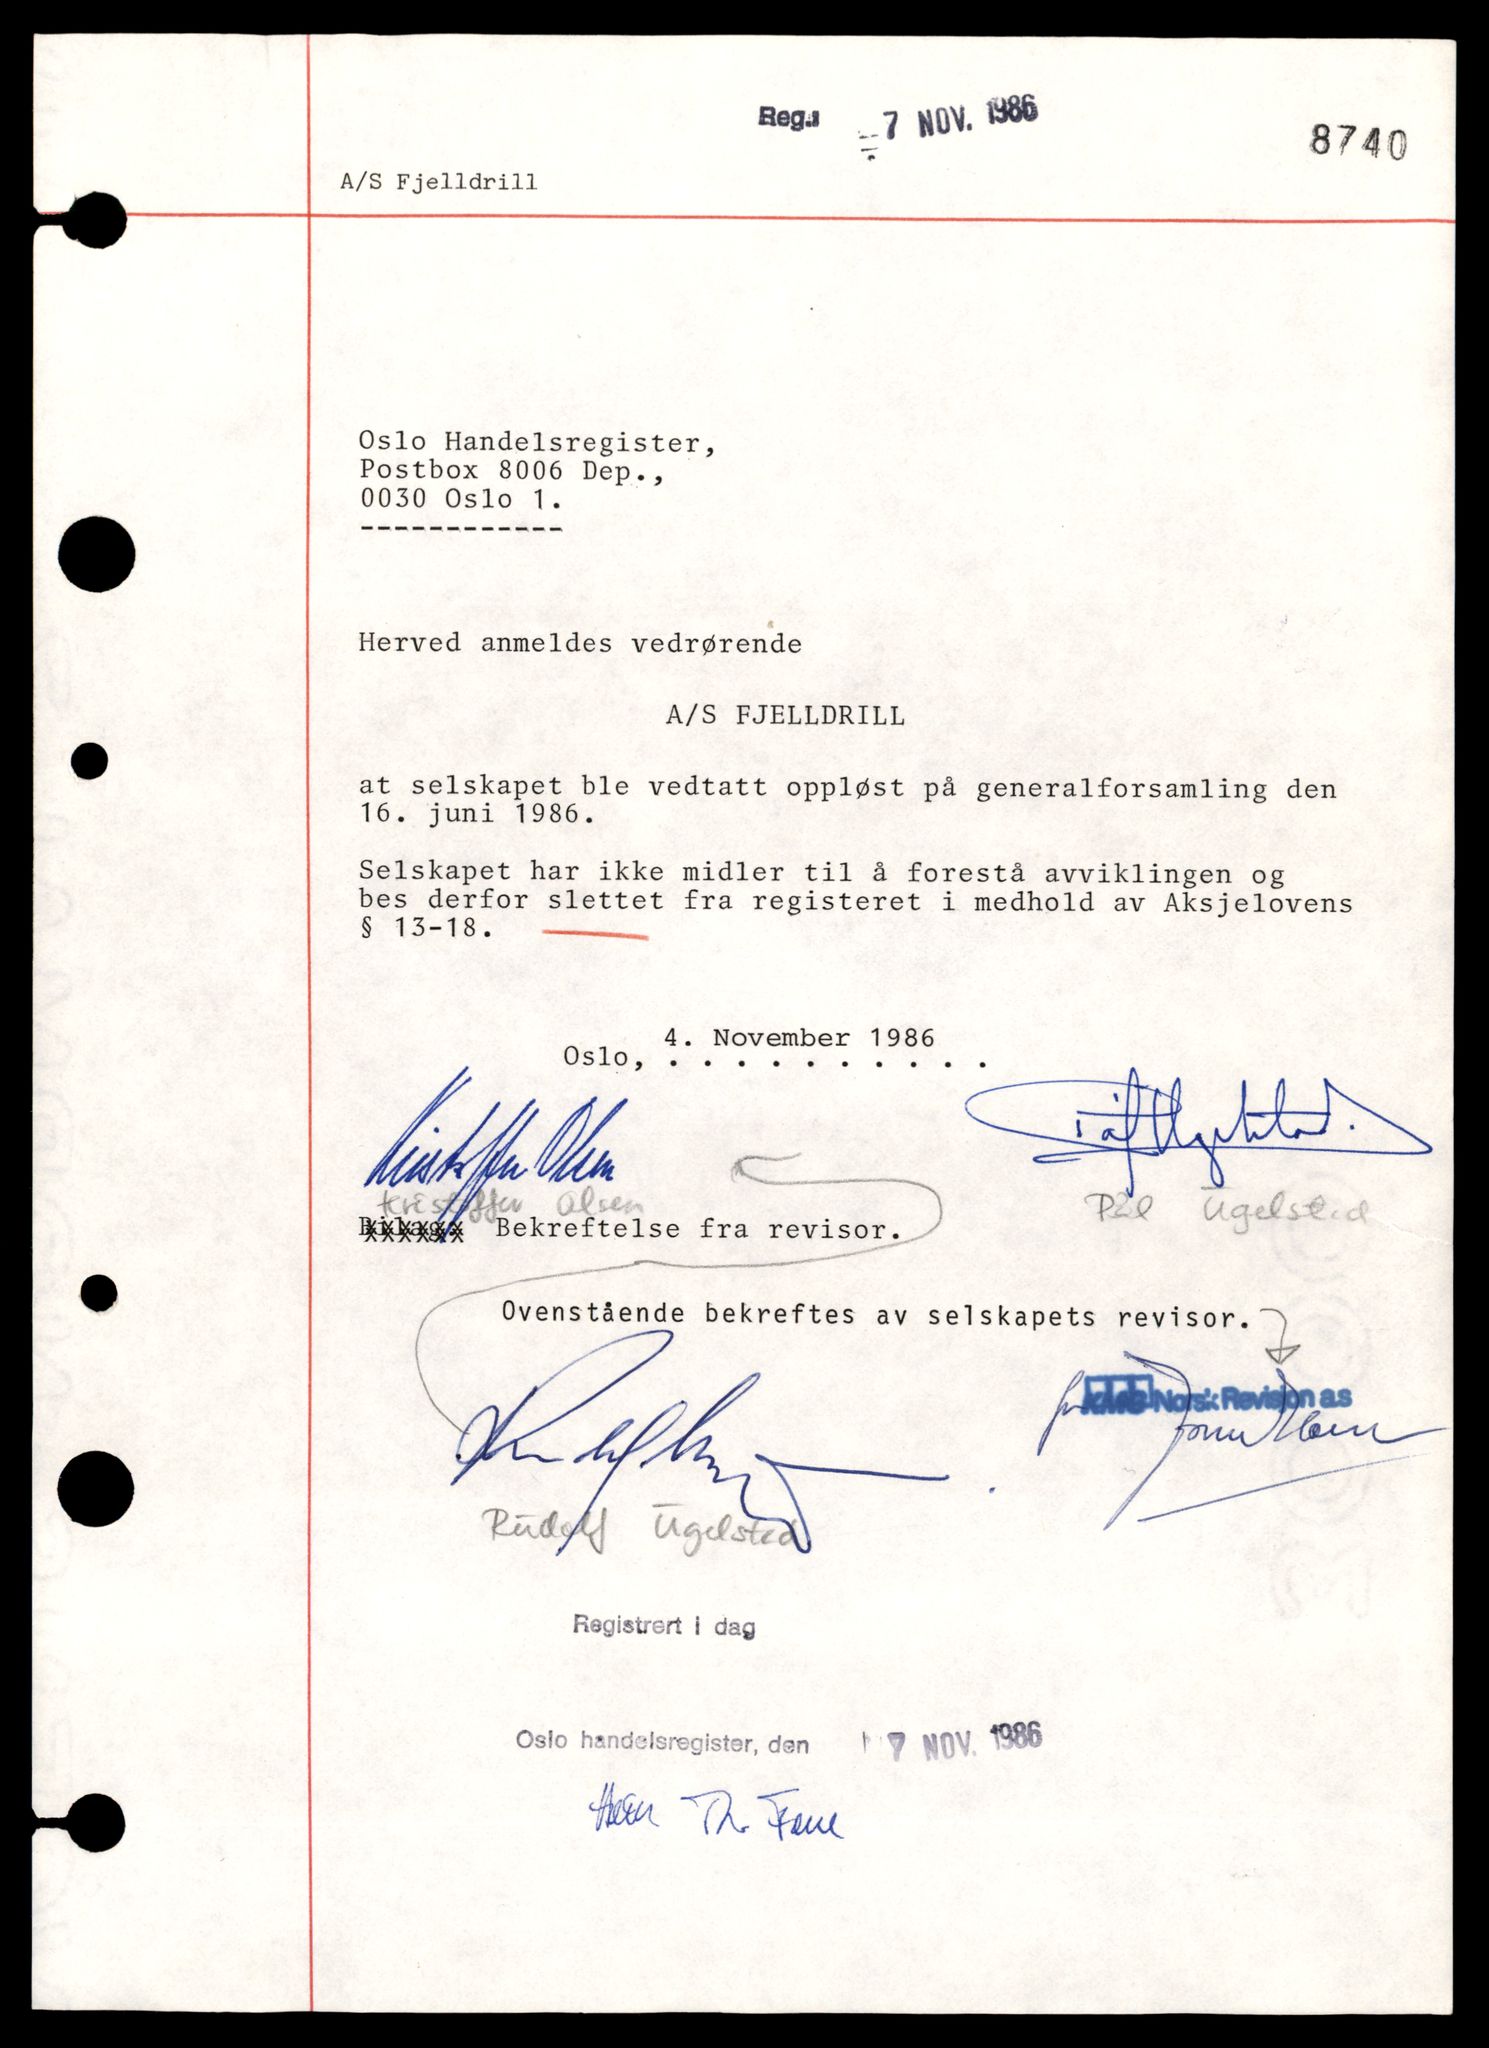 Reg. 7 NOV. 1986
8740
A/S Fjelldrill
Oslo Handelsregister,
Postbox 8006 Dep.,
0030 Oslo 1.
Herved anmeldes vedrørende
A/S FJELLDRILL
at selskapet ble vedtatt oppløst på generalforsamling den
16. juni 1986.
Selskapet har ikke midler til å forestå avviklingen og
bes derfor slettet fra registeret i medhold av Aksjelovens
§ 13-18.
4. November 1986
Oslo, . . . . . . . . . .
Kristoffer Olsen
Kristoffer Olsen
Pål Ugelstad
Bekreftelse fra revisor.
Ovenstående bekreftes av selskapets revisor.
Norsk Revisjon as
Rudolf Ugelstad
Registrert i dag
Oslo handelsregister, den 7 NOV. 1986